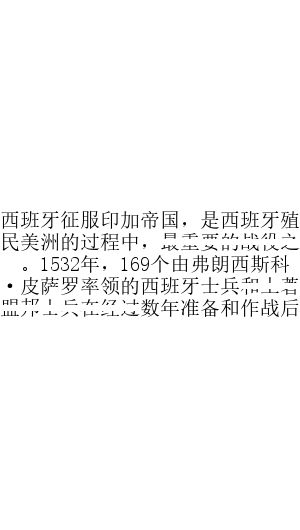 西班牙征服印加帝国，是西班牙殖
民美洲的过程中，最重要的战役之
。1532年，169个由弗朗西斯科
·皮萨罗率领的西班牙士兵和土著
盟邦士兵在经过数年准备和作战后